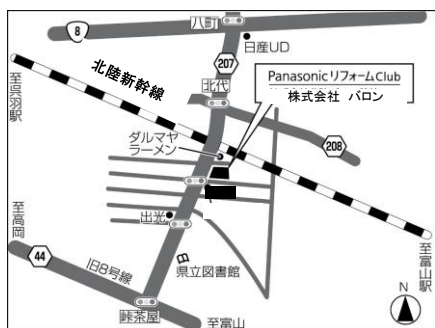 八町
8
日産UD
207
北陸新幹線
北代
PanasonicリフォームClub
株式会社 バロン
至呉羽駅
ダルマヤ
ラーメン
208
至高岡
出光
44
旧8号線
県立図書館
至富山駅
峠茶屋
至富山
N